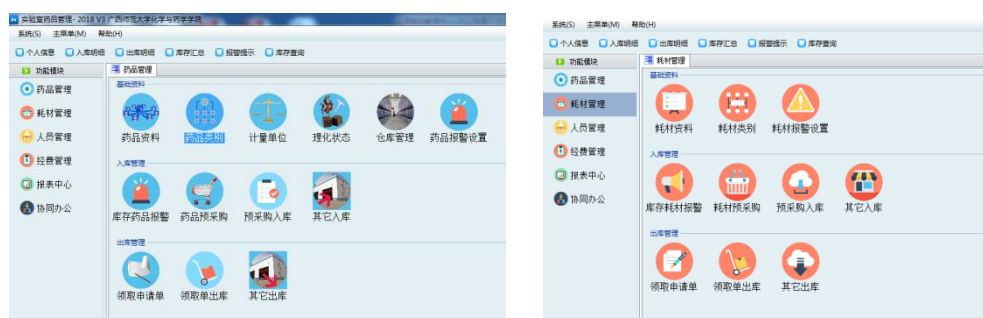 实验室药品管理- 2018 V3 广西师范大学化学与药学学院
系统(S) 主菜单(M) 帮助(H)
个人信息 入库明细 出库明细 库存汇总 报警提示 库存查询
功能模块
药品管理
耗材管理
人员管理
经费管理
报表中心
协同办公
药品管理
基础资料
药品资料 药品类别 计量单位 理化状态 仓库管理 药品报警设置
入库管理
库存药品报警 药品预采购 预采购入库 其它入库
出库管理
领取申请单 领取单出库 其它出库
系统(S) 主菜单(M) 帮助(H)
个人信息 入库明细 出库明细 库存汇总 报警提示 库存查询
功能模块
药品管理
耗材管理
人员管理
经费管理
报表中心
协同办公
耗材管理
基础资料
耗材资料 耗材类别 耗材报警设置
入库管理
库存耗材报警 耗材预采购 预采购入库 其它入库
出库管理
领取申请单 领取单出库 其它出库